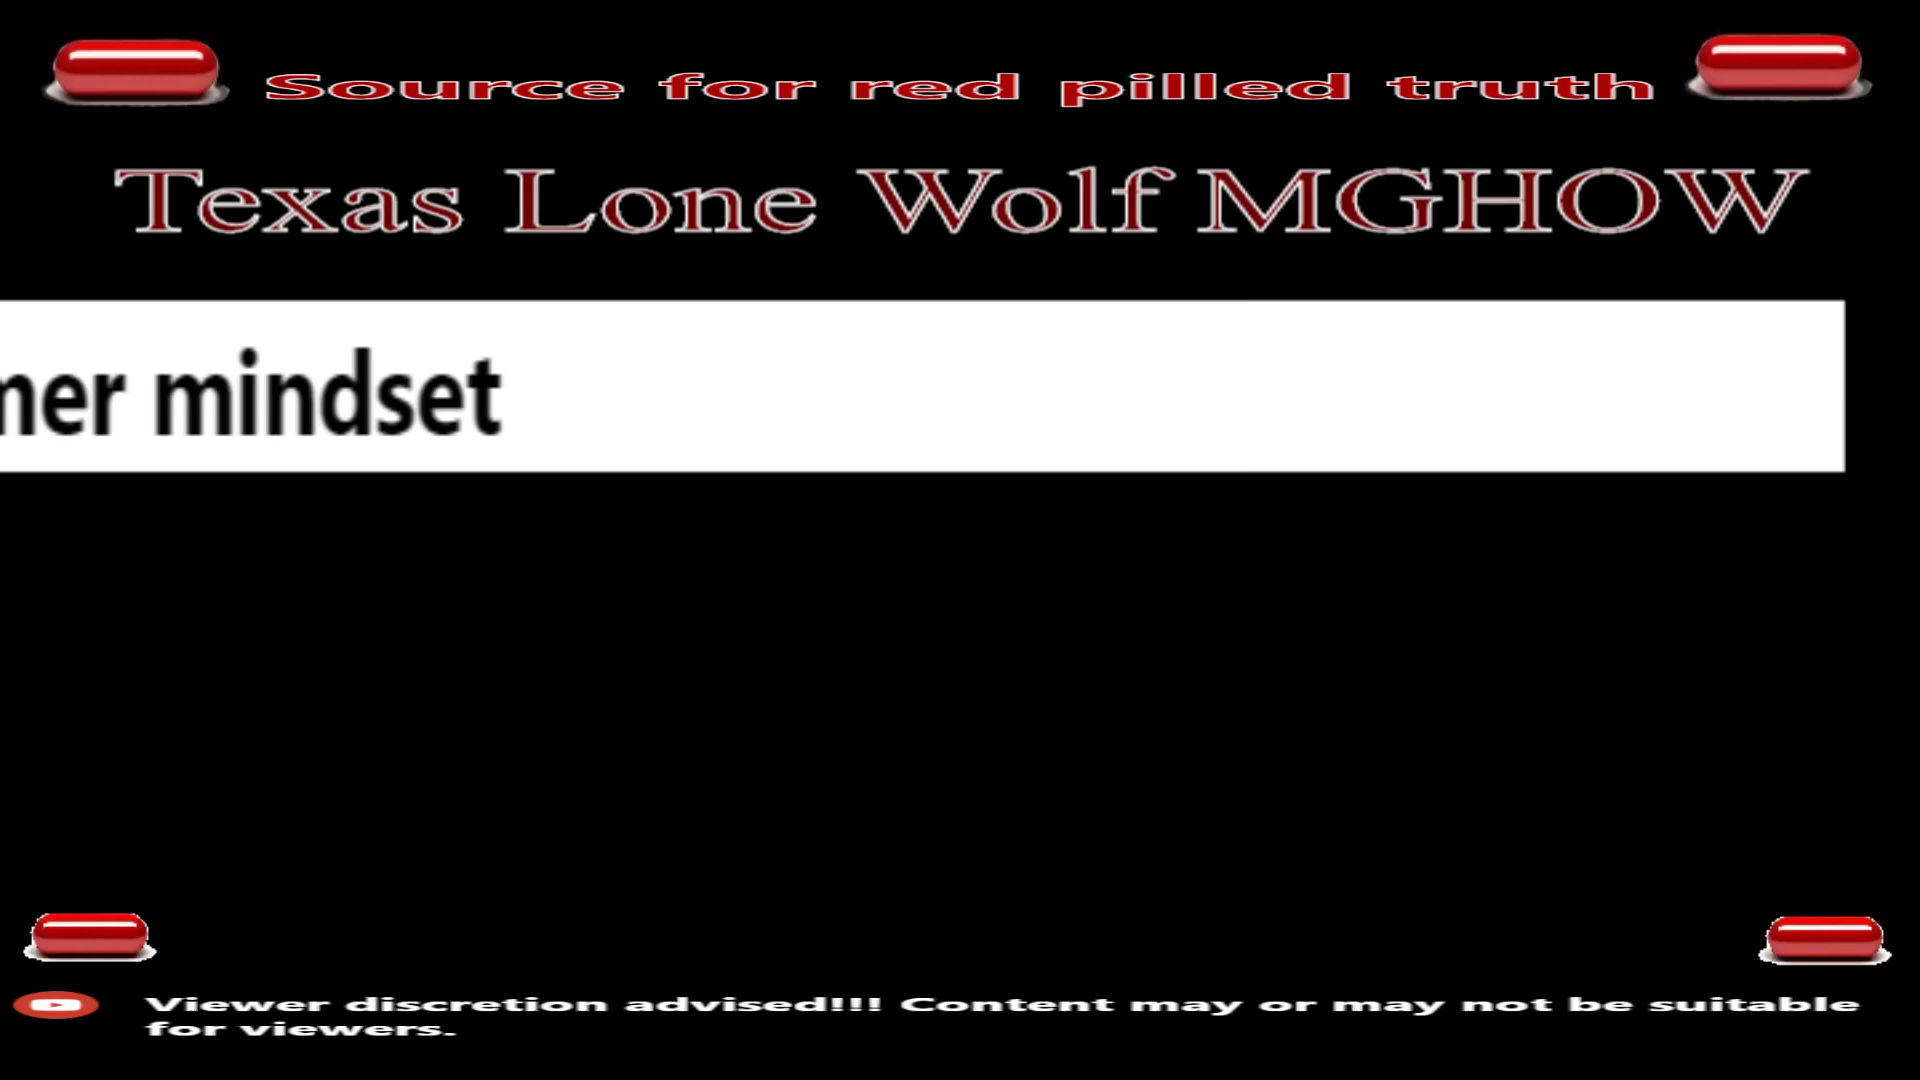 Source for red pilled truth
Texas Lone Wolf MGHOW
mindset
Viewer discretion advised!!! Content may or may not be suitable
for viewers.